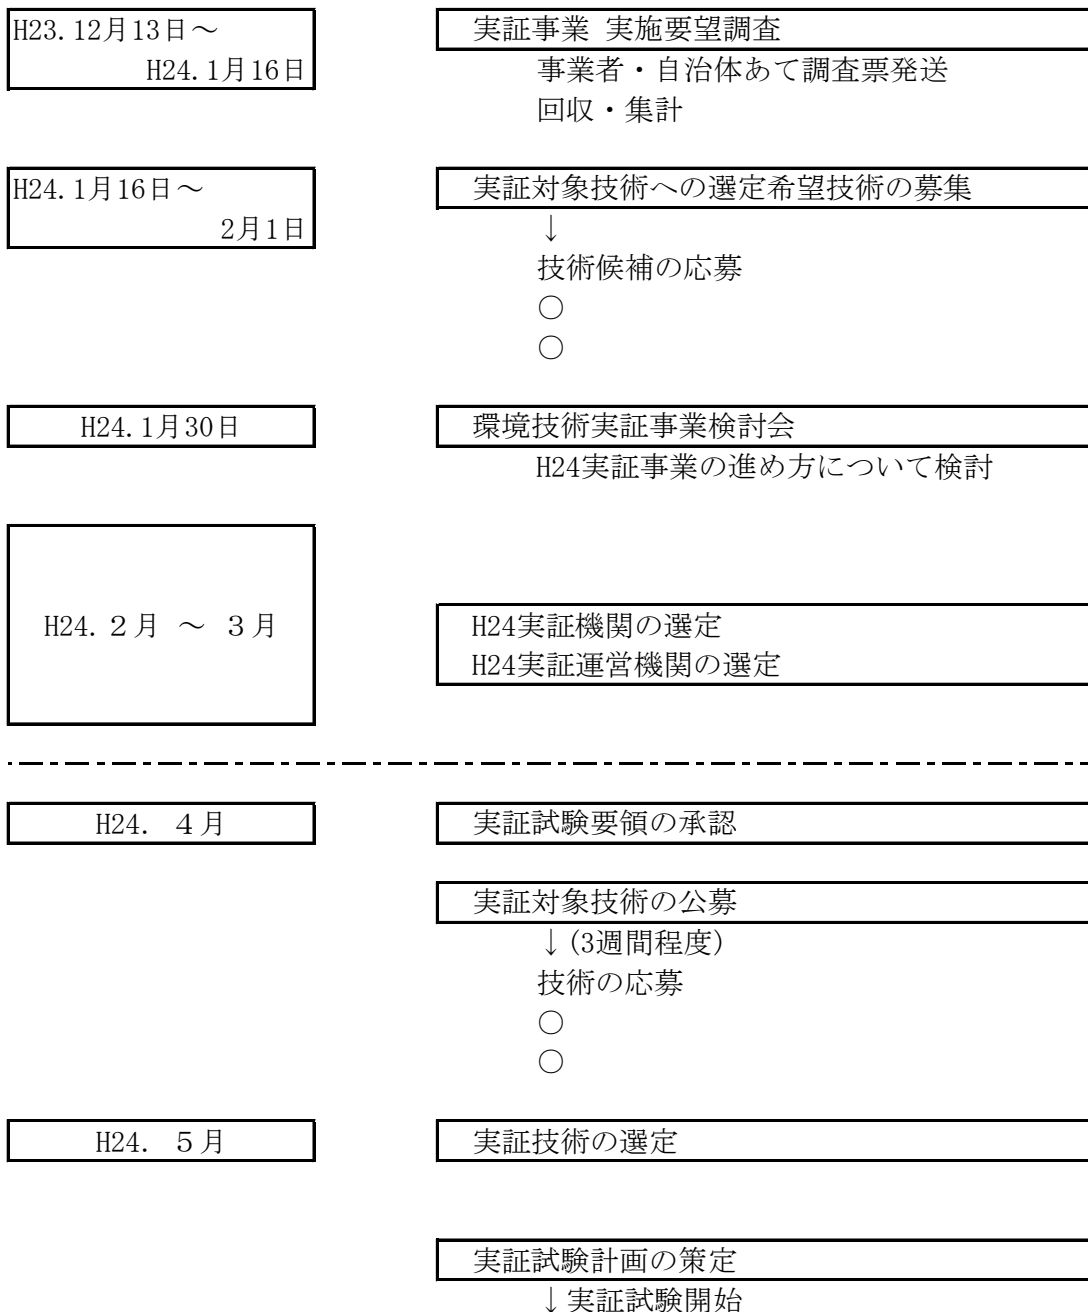 H23.12月13日～ 実証事業 実施要望調査
H24.1月16日 事業者・自治体あて調査票発送
回収・集計
H24.1月16日～ 実証対象技術への選定希望技術の募集
2月1日 ↓
技術候補の応募
○
○
H24.1月30日 環境技術実証事業検討会
H24実証事業の進め方について検討
H24.２月 ～ ３月 H24実証機関の選定
H24実証運営機関の選定
H24. ４月 実証試験要領の承認
実証対象技術の公募
↓(3週間程度)
技術の応募
○
○
H24. ５月 実証技術の選定
実証試験計画の策定
↓実証試験開始